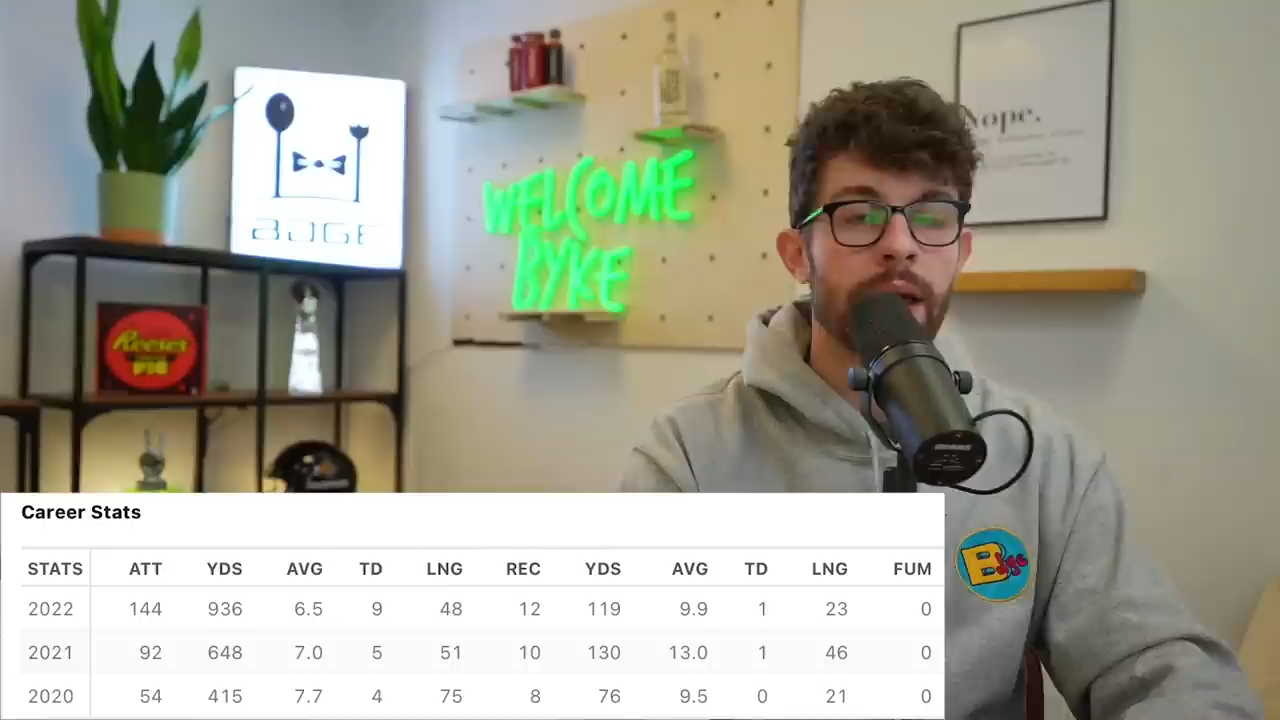 BDGE
WELCOME
BYKE
Nope.
Reese's
Bdge
Career Stats
STATS ATT YDS AVG TD LNG REC YDS AVG TD LNG FUM
2022 144 936 6.5 9 48 12 119 9.9 1 23 0
2021 92 648 7.0 5 51 10 130 13.0 1 46 0
2020 54 415 7.7 4 75 8 76 9.5 0 21 0